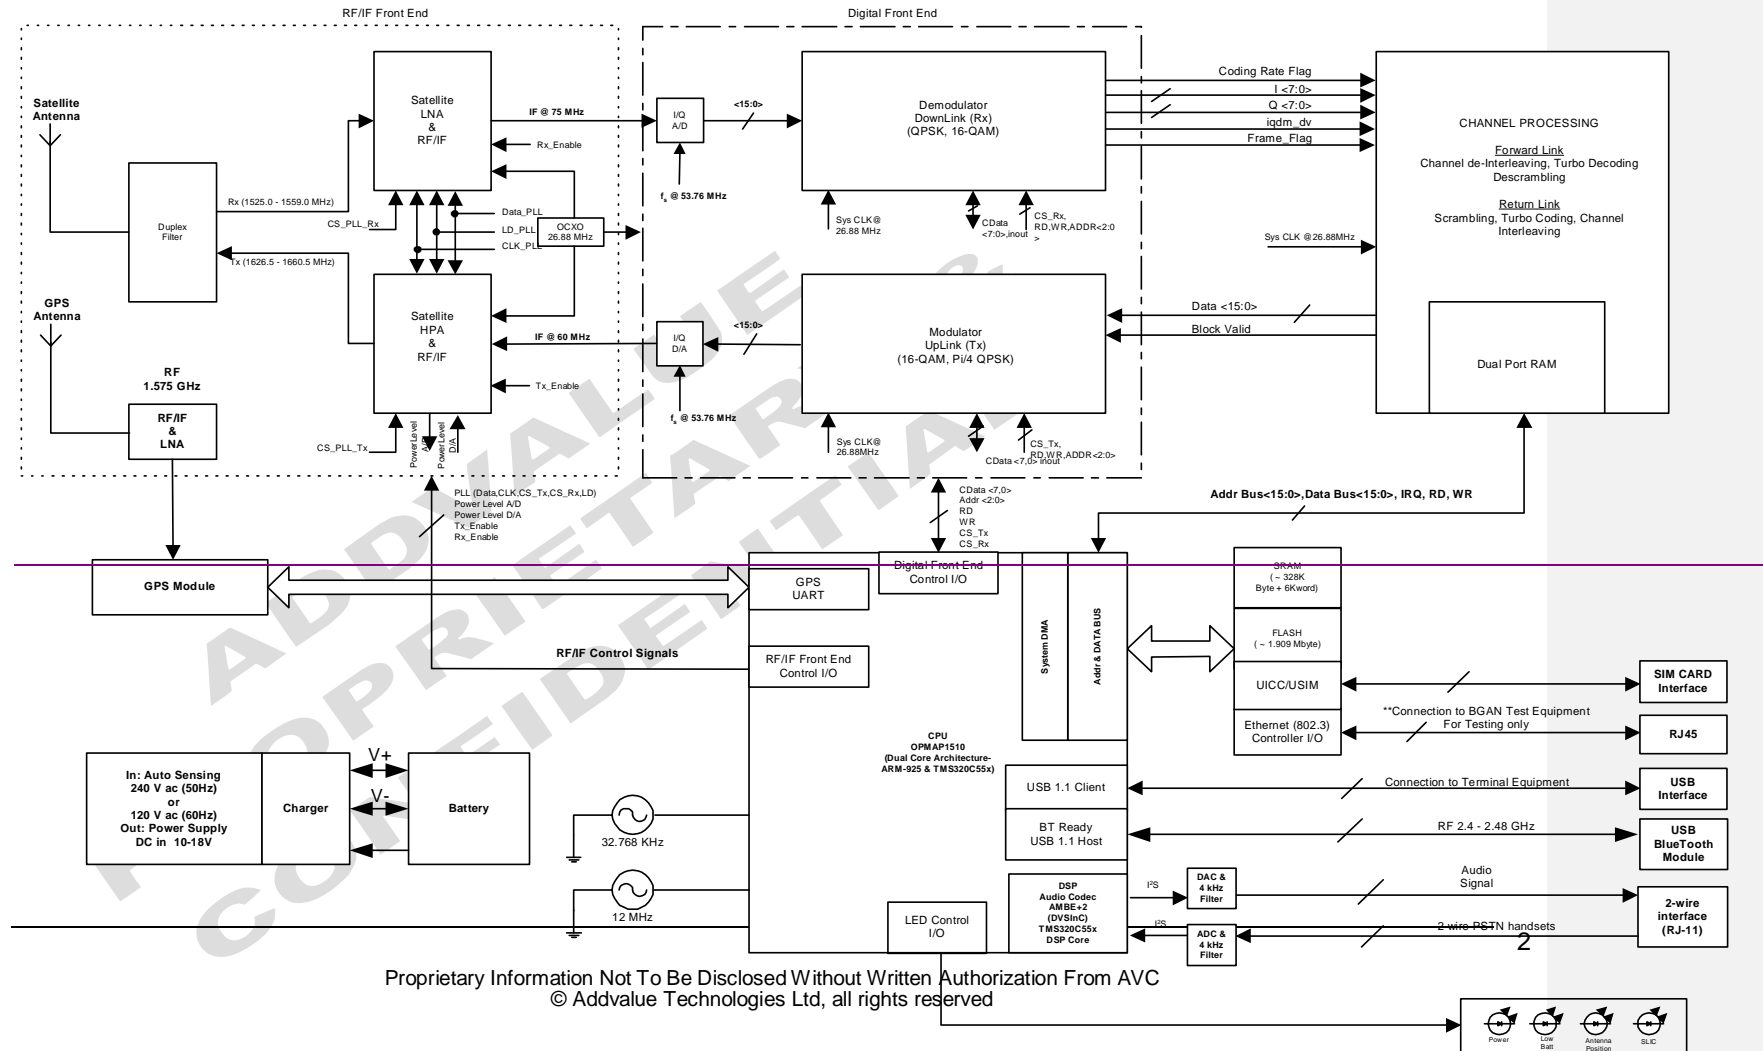 RF/IF Front End
Digital Front End
Satellite
Antenna
GPS
Antenna
Duplex
Filter
Rx (1525.0 - 1559.0 MHz)
Tx (1626.5 - 1660.5 MHz)
RF
1.575 GHz
RF/IF
&
LNA
Satellite
LNA
&
RF/IF
IF @ 75 MHz
Rx_Enable
CS_PLL_Rx
Data_PLL
LD_PLL
CLK_PLL
OCXO
26.88 MHz
Satellite
HPA
&
RF/IF
IF @ 60 MHz
Tx_Enable
CS_PLL_Tx
Power Level
A/D
Power Level
D/A
I/Q
A/D
<15:0>
fs @ 53.76 MHz
Demodulator
DownLink (Rx)
(QPSK, 16-QAM)
Sys CLK@
26.88 MHz
CData
<7:0>,inout
CS_Rx,
RD,WR,ADDR<2:0
>
I/Q
D/A
<15:0>
fs @ 53.76 MHz
Modulator
UpLink (Tx)
(16-QAM, Pi/4 QPSK)
Sys CLK@
26.88MHz
CData <7,0> inout
CS_Tx,
RD,WR,ADDR<2:0>
Coding Rate Flag
I <7:0>
Q <7:0>
iqdm_dv
Frame_Flag
Sys CLK @26.88MHz
Data <15:0>
Block Valid
CHANNEL PROCESSING
Forward Link
Channel de-Interleaving, Turbo Decoding
Descrambling
Return Link
Scrambling, Turbo Coding, Channel
Interleaving
Dual Port RAM
PLL (Data,CLK,CS_Tx,CS_Rx,LD)
Power Level A/D
Power Level D/A
Tx_Enable
Rx_Enable
CData <7,0>
Addr <2:0>
RD
WR
CS_Tx
CS_Rx
Addr Bus<15:0>,Data Bus<15:0>, IRQ, RD, WR
GPS Module
GPS
UART
Digital Front End
Control I/O
System DMA
Addr & DATA BUS
RF/IF Control Signals
RF/IF Front End
Control I/O
SRAM
(~ 328K
Byte + 6Kword)
FLASH
(~ 1.909 Mbyte)
UICC/USIM
Ethernet (802.3)
Controller I/O
SIM CARD
Interface
**Connection to BGAN Test Equipment
For Testing only
RJ45
CPU
OPMAP1510
(Dual Core Architecture-
ARM-925 & TMS320C55x)
In: Auto Sensing
240 V ac (50Hz)
or
120 V ac (60Hz)
Out: Power Supply
DC in 10-18V
Charger
V+
V-
Battery
32.768 KHz
12 MHz
USB 1.1 Client
Connection to Terminal Equipment
USB
Interface
BT Ready
USB 1.1 Host
RF 2.4 - 2.48 GHz
USB
BlueTooth
Module
LED Control
I/O
DSP
Audio Codec
AMBE+2
(DVSInC)
TMS320C55x
DSP Core
I²S
DAC &
4 kHz
Filter
Audio
Signal
I²S
ADC &
4 kHz
Filter
2-wire PSTN handsets
2-wire
interface
(RJ-11)
2
ADDVALUE
PROPRIETARY &
CONFIDENTIAL
Proprietary Information Not To Be Disclosed Without Written Authorization From AVC
© Addvalue Technologies Ltd, all rights reserved
Power
Low
Batt
Antenna
Position
SLIC